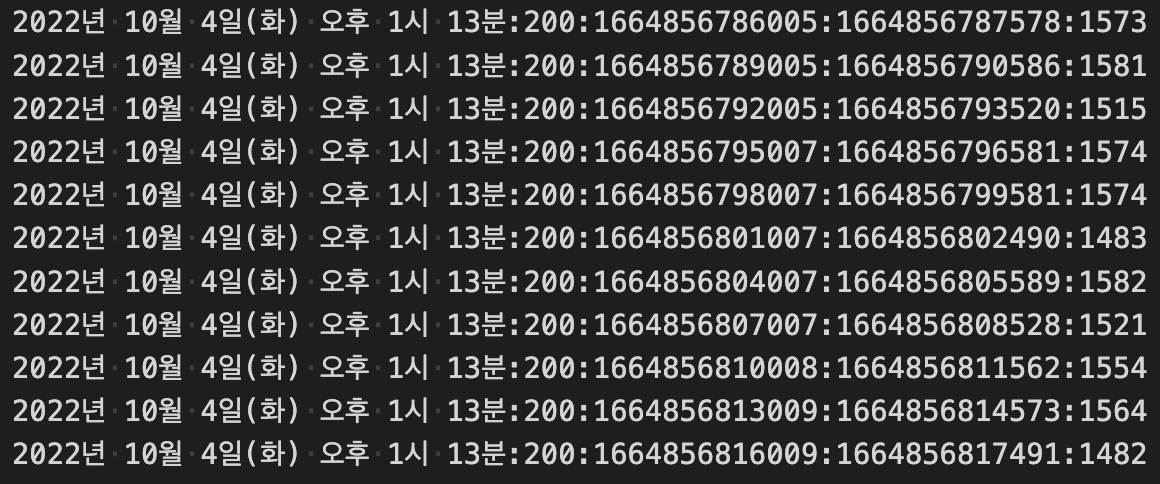 2022년 10월 4일(화) 오후 1시 13분:200:1664856786005:1664856787578:1573
2022년 10월 4일(화) 오후 1시 13분:200:1664856789005:1664856790586:1581
2022년 10월 4일(화) 오후 1시 13분:200:1664856792005:1664856793520:1515
2022년 10월 4일(화) 오후 1시 13분:200:1664856795007:1664856796581:1574
2022년 10월 4일(화) 오후 1시 13분:200:1664856798007:1664856799581:1574
2022년 10월 4일(화) 오후 1시 13분:200:1664856801007:1664856802490:1483
2022년 10월 4일(화) 오후 1시 13분:200:1664856804007:1664856805589:1582
2022년 10월 4일(화) 오후 1시 13분:200:1664856807007:1664856808528:1521
2022년 10월 4일(화) 오후 1시 13분:200:1664856810008:1664856811562:1554
2022년 10월 4일(화) 오후 1시 13분:200:1664856813009:1664856814573:1564
2022년 10월 4일(화) 오후 1시 13분:200:1664856816009:1664856817491:1482